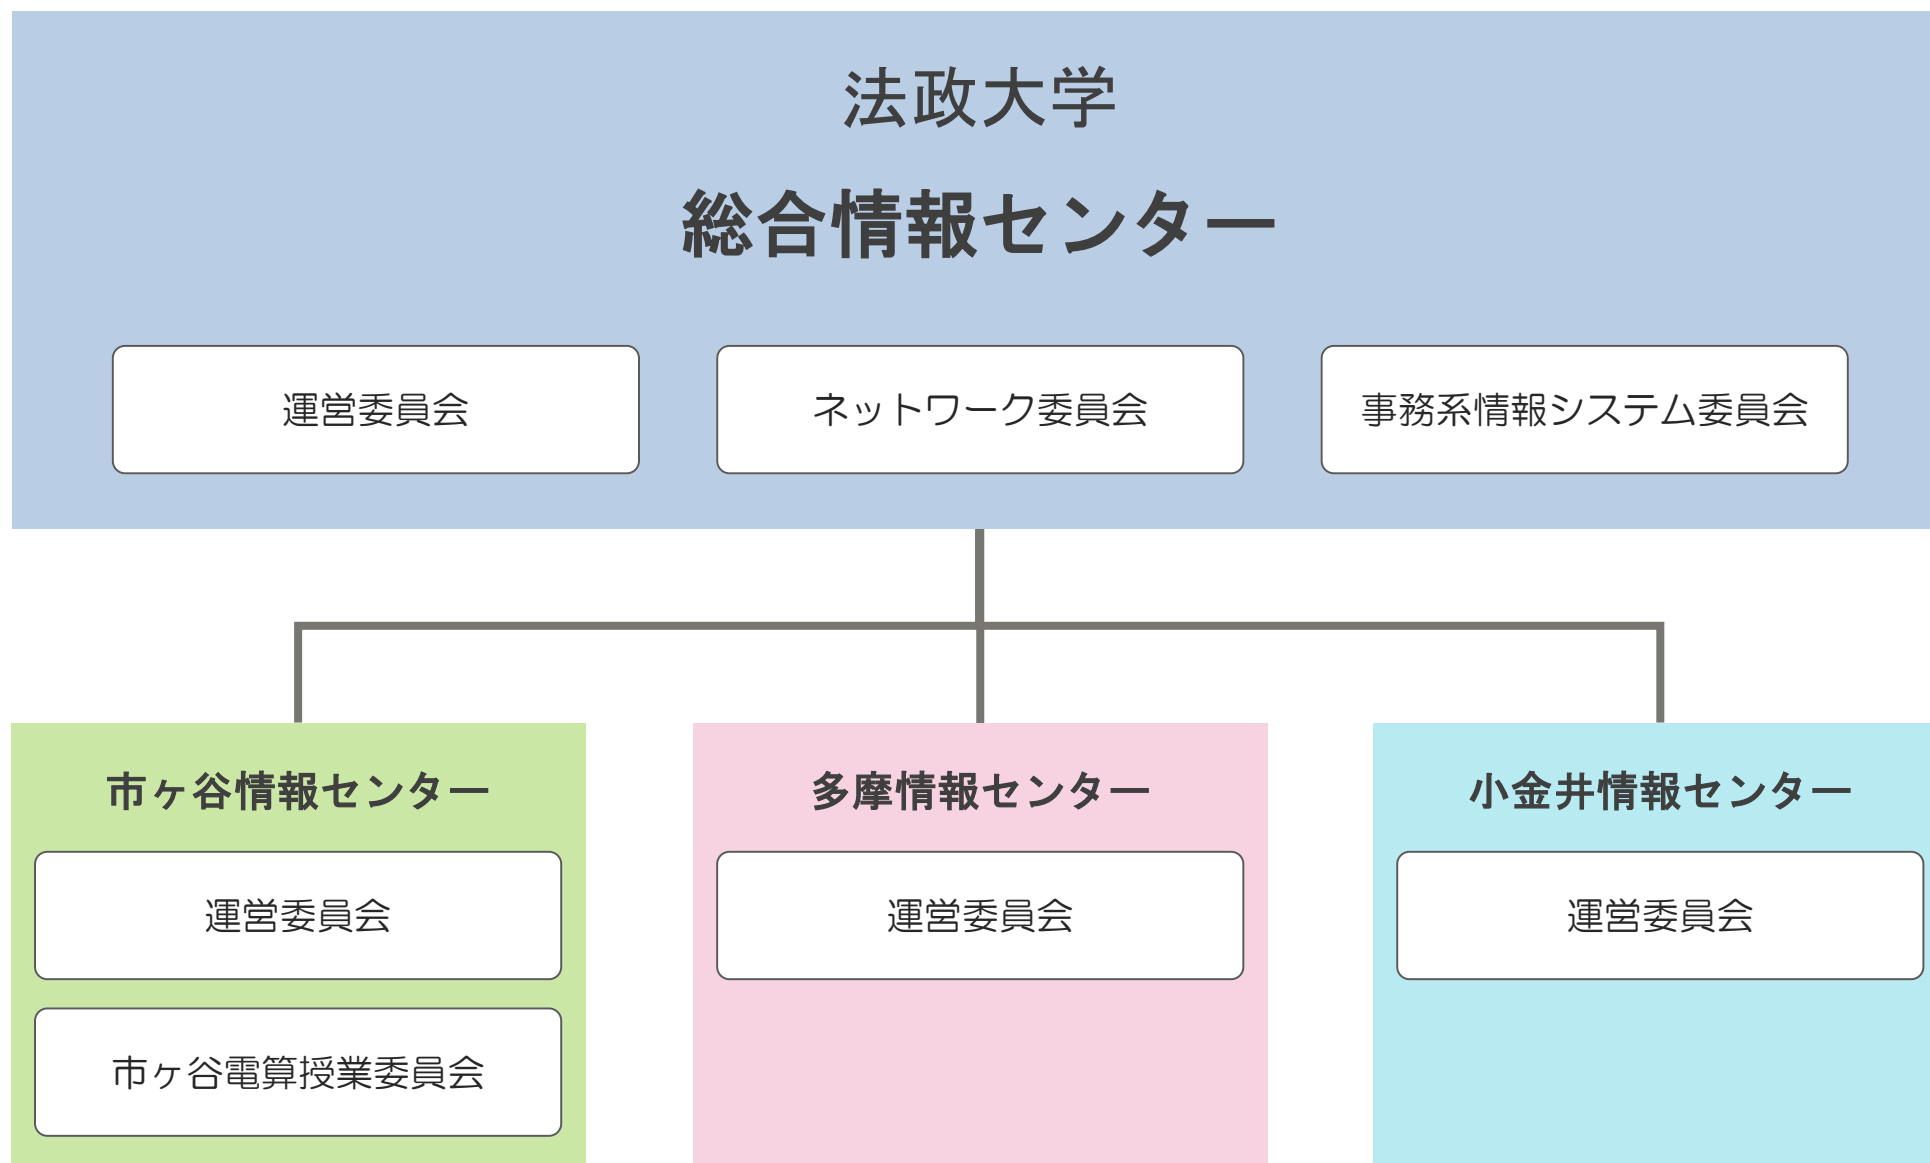 法政大学
総合情報センター
運営委員会
ネットワーク委員会
事務系情報システム委員会
市ヶ谷情報センター
運営委員会
市ヶ谷電算授業委員会
多摩情報センター
運営委員会
小金井情報センター
運営委員会